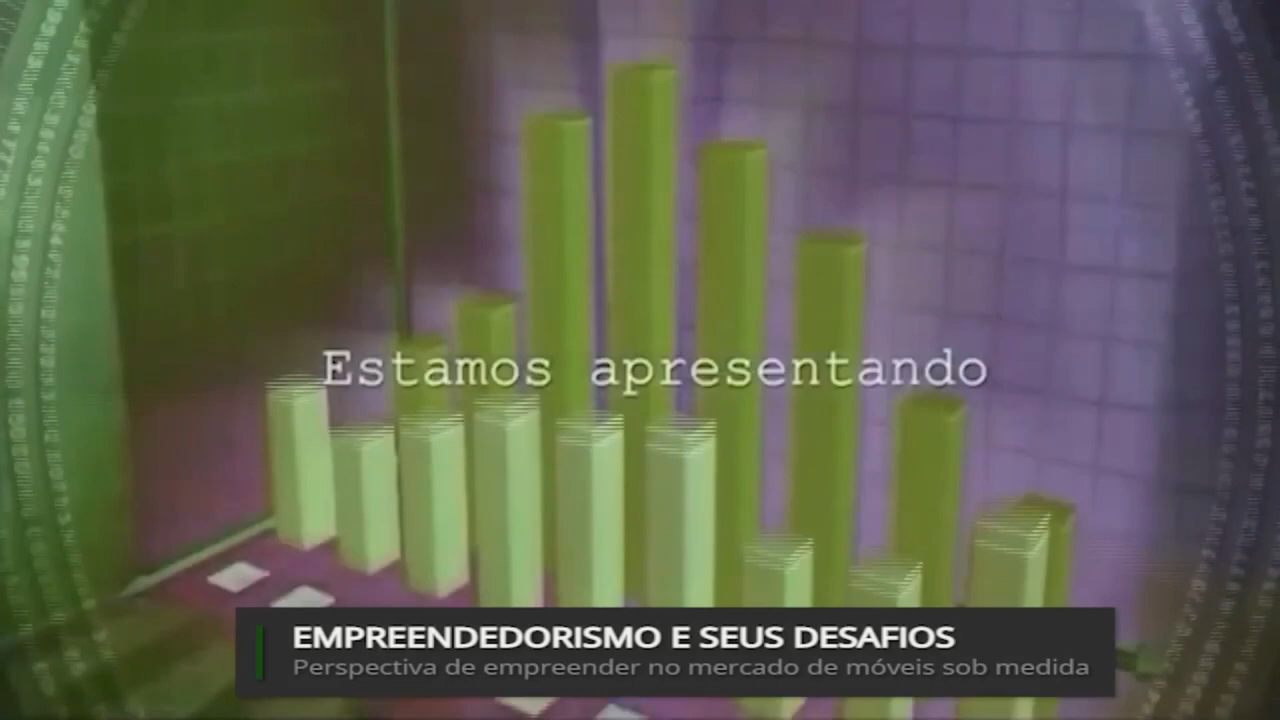 Estamos apresentando
EMPREENDEDORISMO E SEUS DESAFIOS
Perspectiva de empreender no mercado de móveis sob medida